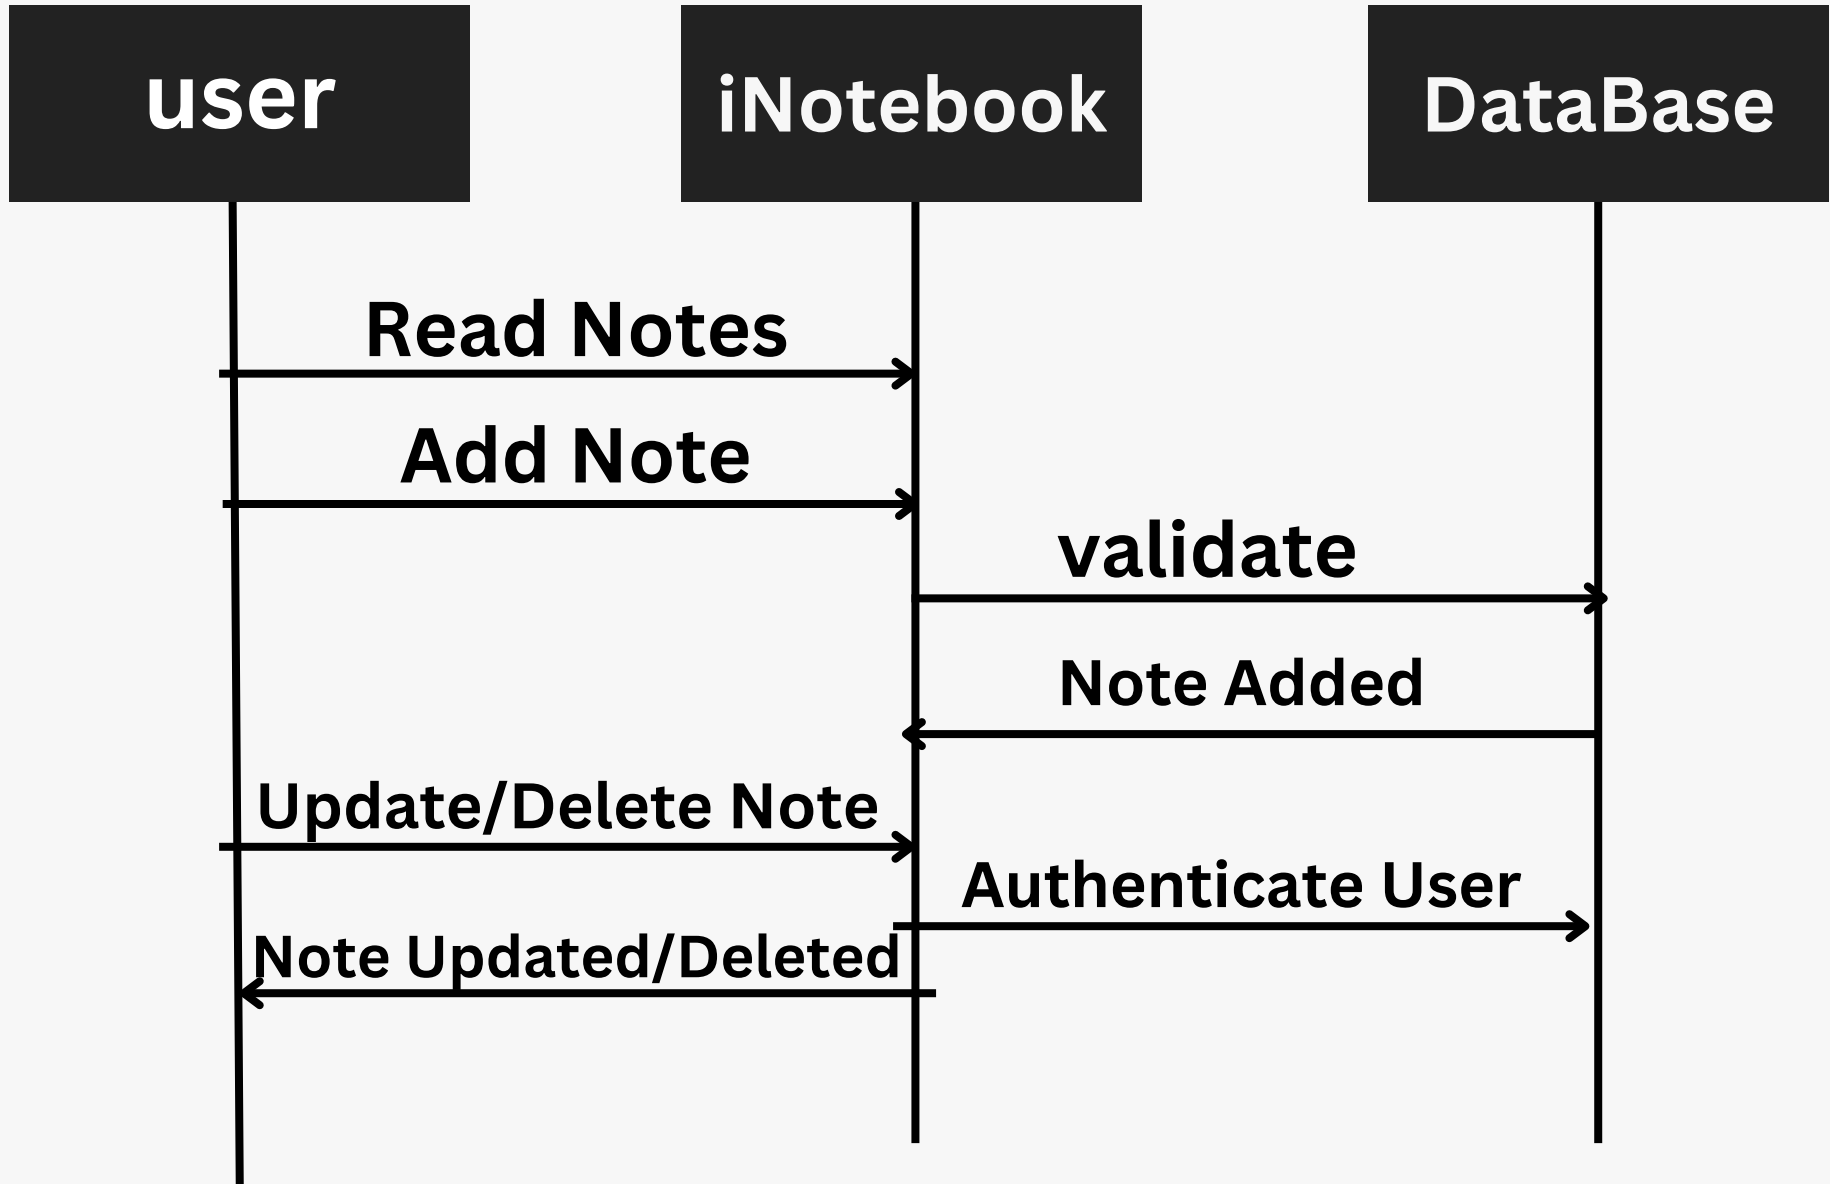 user
iNotebook
DataBase
Read Notes
Add Note
validate
Note Added
Update/Delete Note
Authenticate User
Note Updated/Deleted